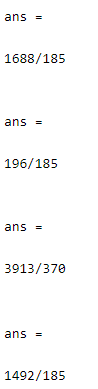 ans =
1688/185
ans =
196/185
ans =
3913/370
ans =
1492/185